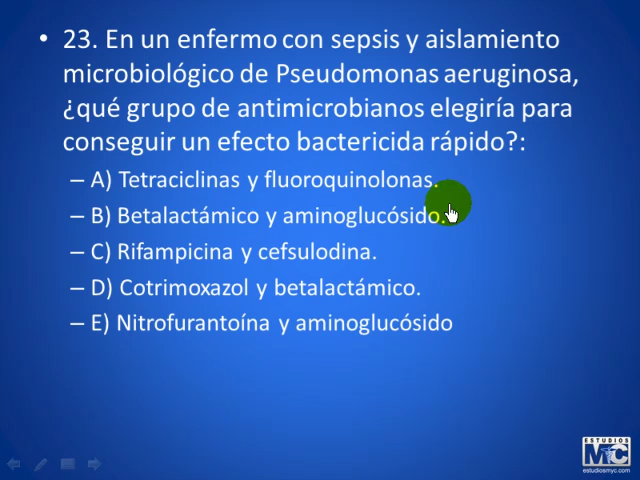 • 23. En un enfermo con sepsis y aislamiento
microbiológico de Pseudomonas aeruginosa,
¿qué grupo de antimicrobianos elegiría para
conseguir un efecto bactericida rápido?:
– A) Tetraciclinas y fluoroquinolonas.
– B) Betalactámico y aminoglucósido.
– C) Rifampicina y cefsulodina.
– D) Cotrimoxazol y betalactámico.
– E) Nitrofurantoína y aminoglucósido
ESTUDIOS
MYC
estudiosmyc.com